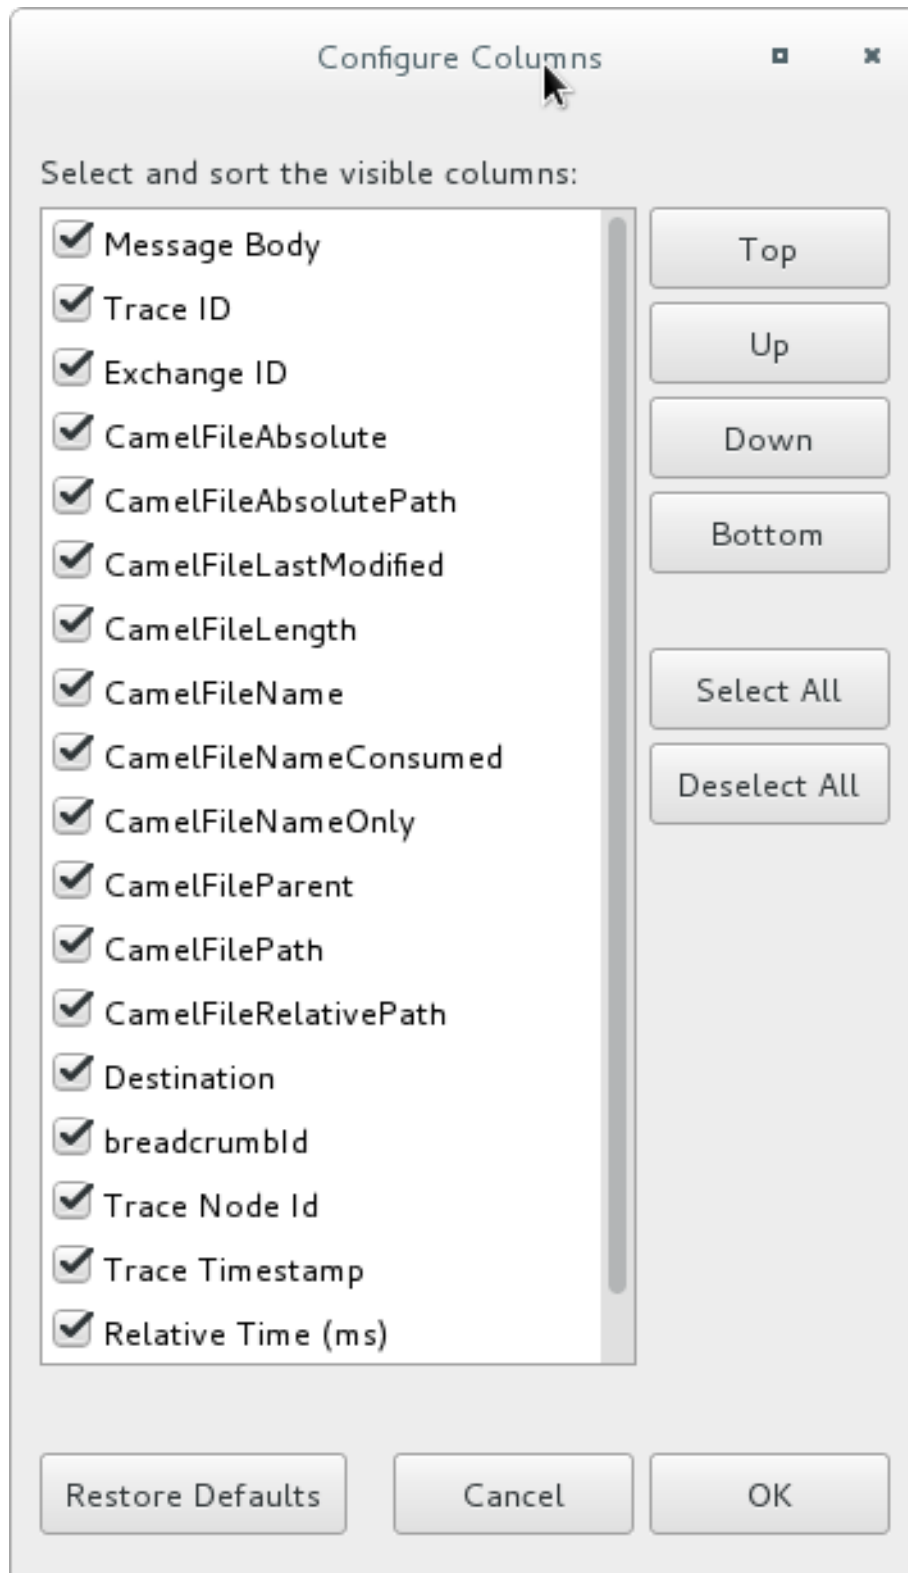 Configure Columns
Select and sort the visible columns:
Message Body
Trace ID
Exchange ID
CamelFileAbsolute
CamelFileAbsolutePath
CamelFileLastModified
CamelFileLength
CamelFileName
CamelFileNameConsumed
CamelFileNameOnly
CamelFileParent
CamelFilePath
CamelFileRelativePath
Destination
breadcrumbId
Trace Node Id
Trace Timestamp
Relative Time (ms)
Top
Up
Down
Bottom
Select All
Deselect All
Restore Defaults
Cancel
OK